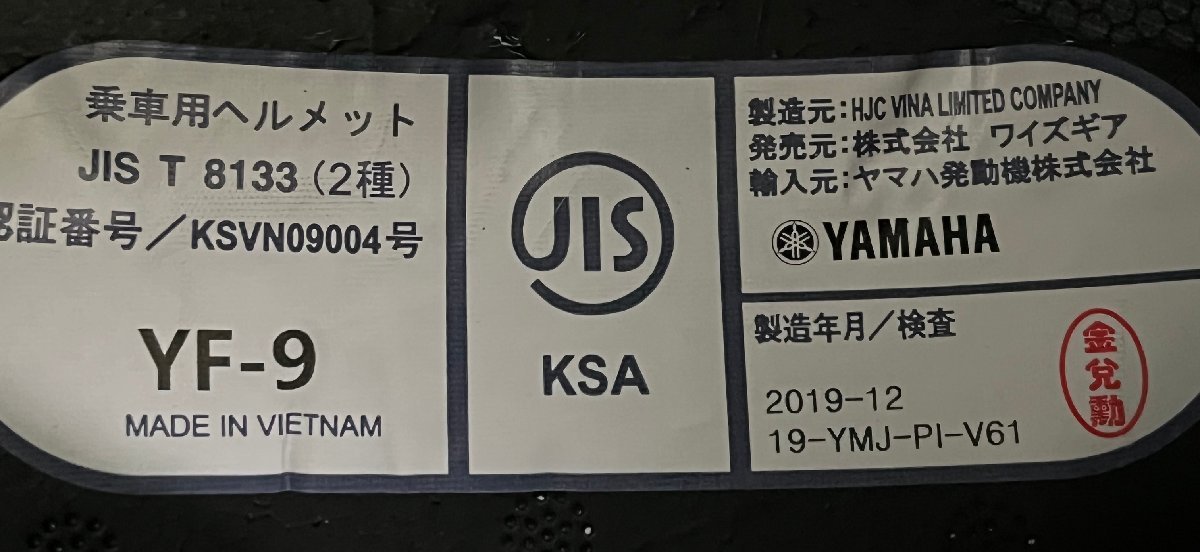 乗車用ヘルメット
JIS T 8133(2種)
認証番号/KSVN09004号
YF-9
MADE IN VIETNAM
JIS
KSA
製造元:HJC VINA LIMITED COMPANY
発売元:株式会社 ワイズギア
輸入元:ヤマハ発動機株式会社
YAMAHA
製造年月/検査
2019-12
19-YMJ-PI-V61
金兌勳